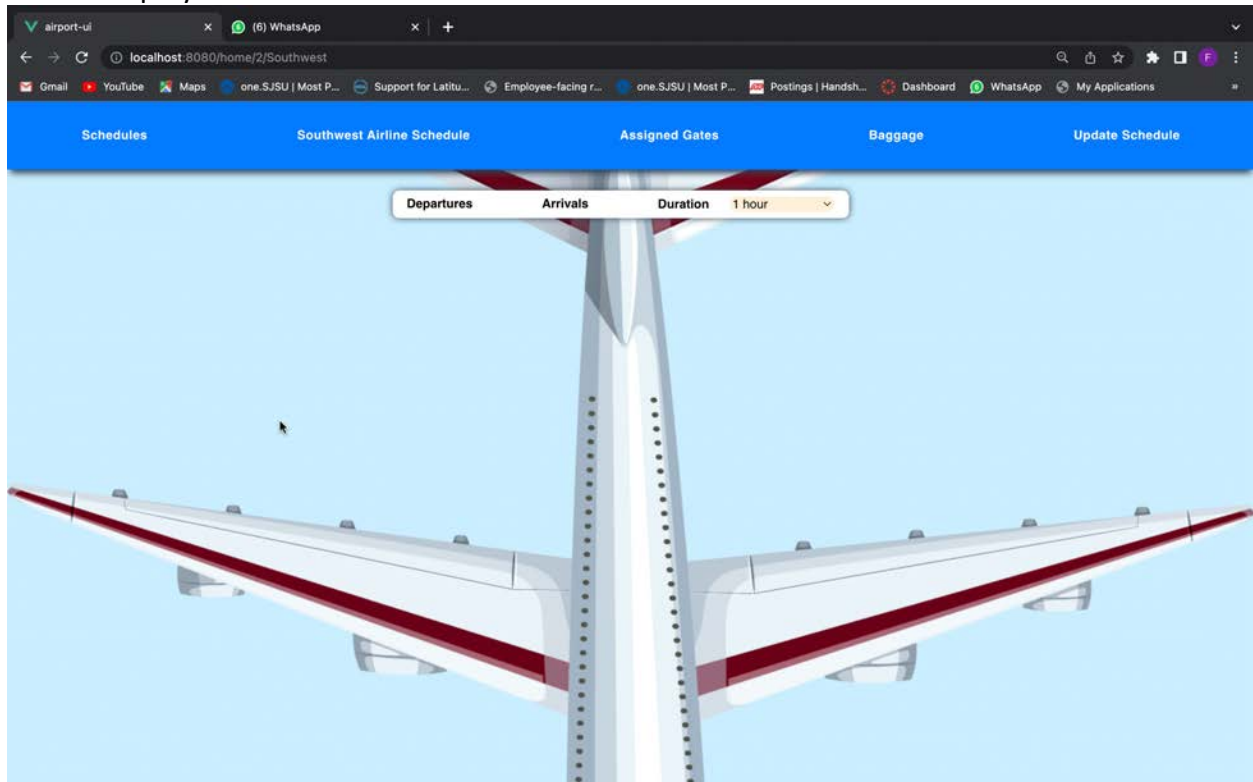 airport-ui
(6) WhatsApp
localhost:8080/home/2/Southwest
F
Gmail YouTube Maps one.SJSU | Most P... Support for Latitu... Employee-facing r... one.SJSU | Most P... Postings | Handsh... Dashboard WhatsApp My Applications »
Schedules Southwest Airline Schedule Assigned Gates Baggage Update Schedule
Departures Arrivals Duration 1 hour